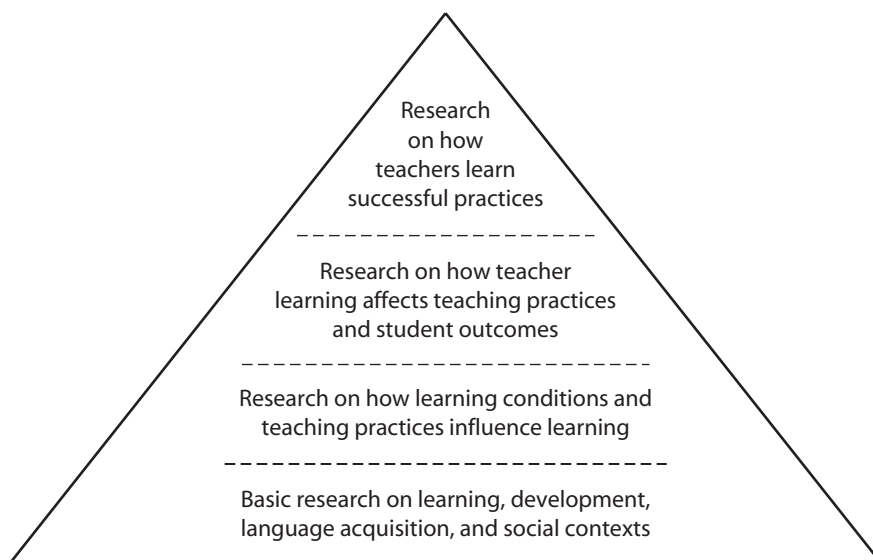 Research
on how
teachers learn
successful practices
Research on how teacher
learning affects teaching practices
and student outcomes
Research on how learning conditions and
teaching practices influence learning
Basic research on learning, development,
language acquisition, and social contexts